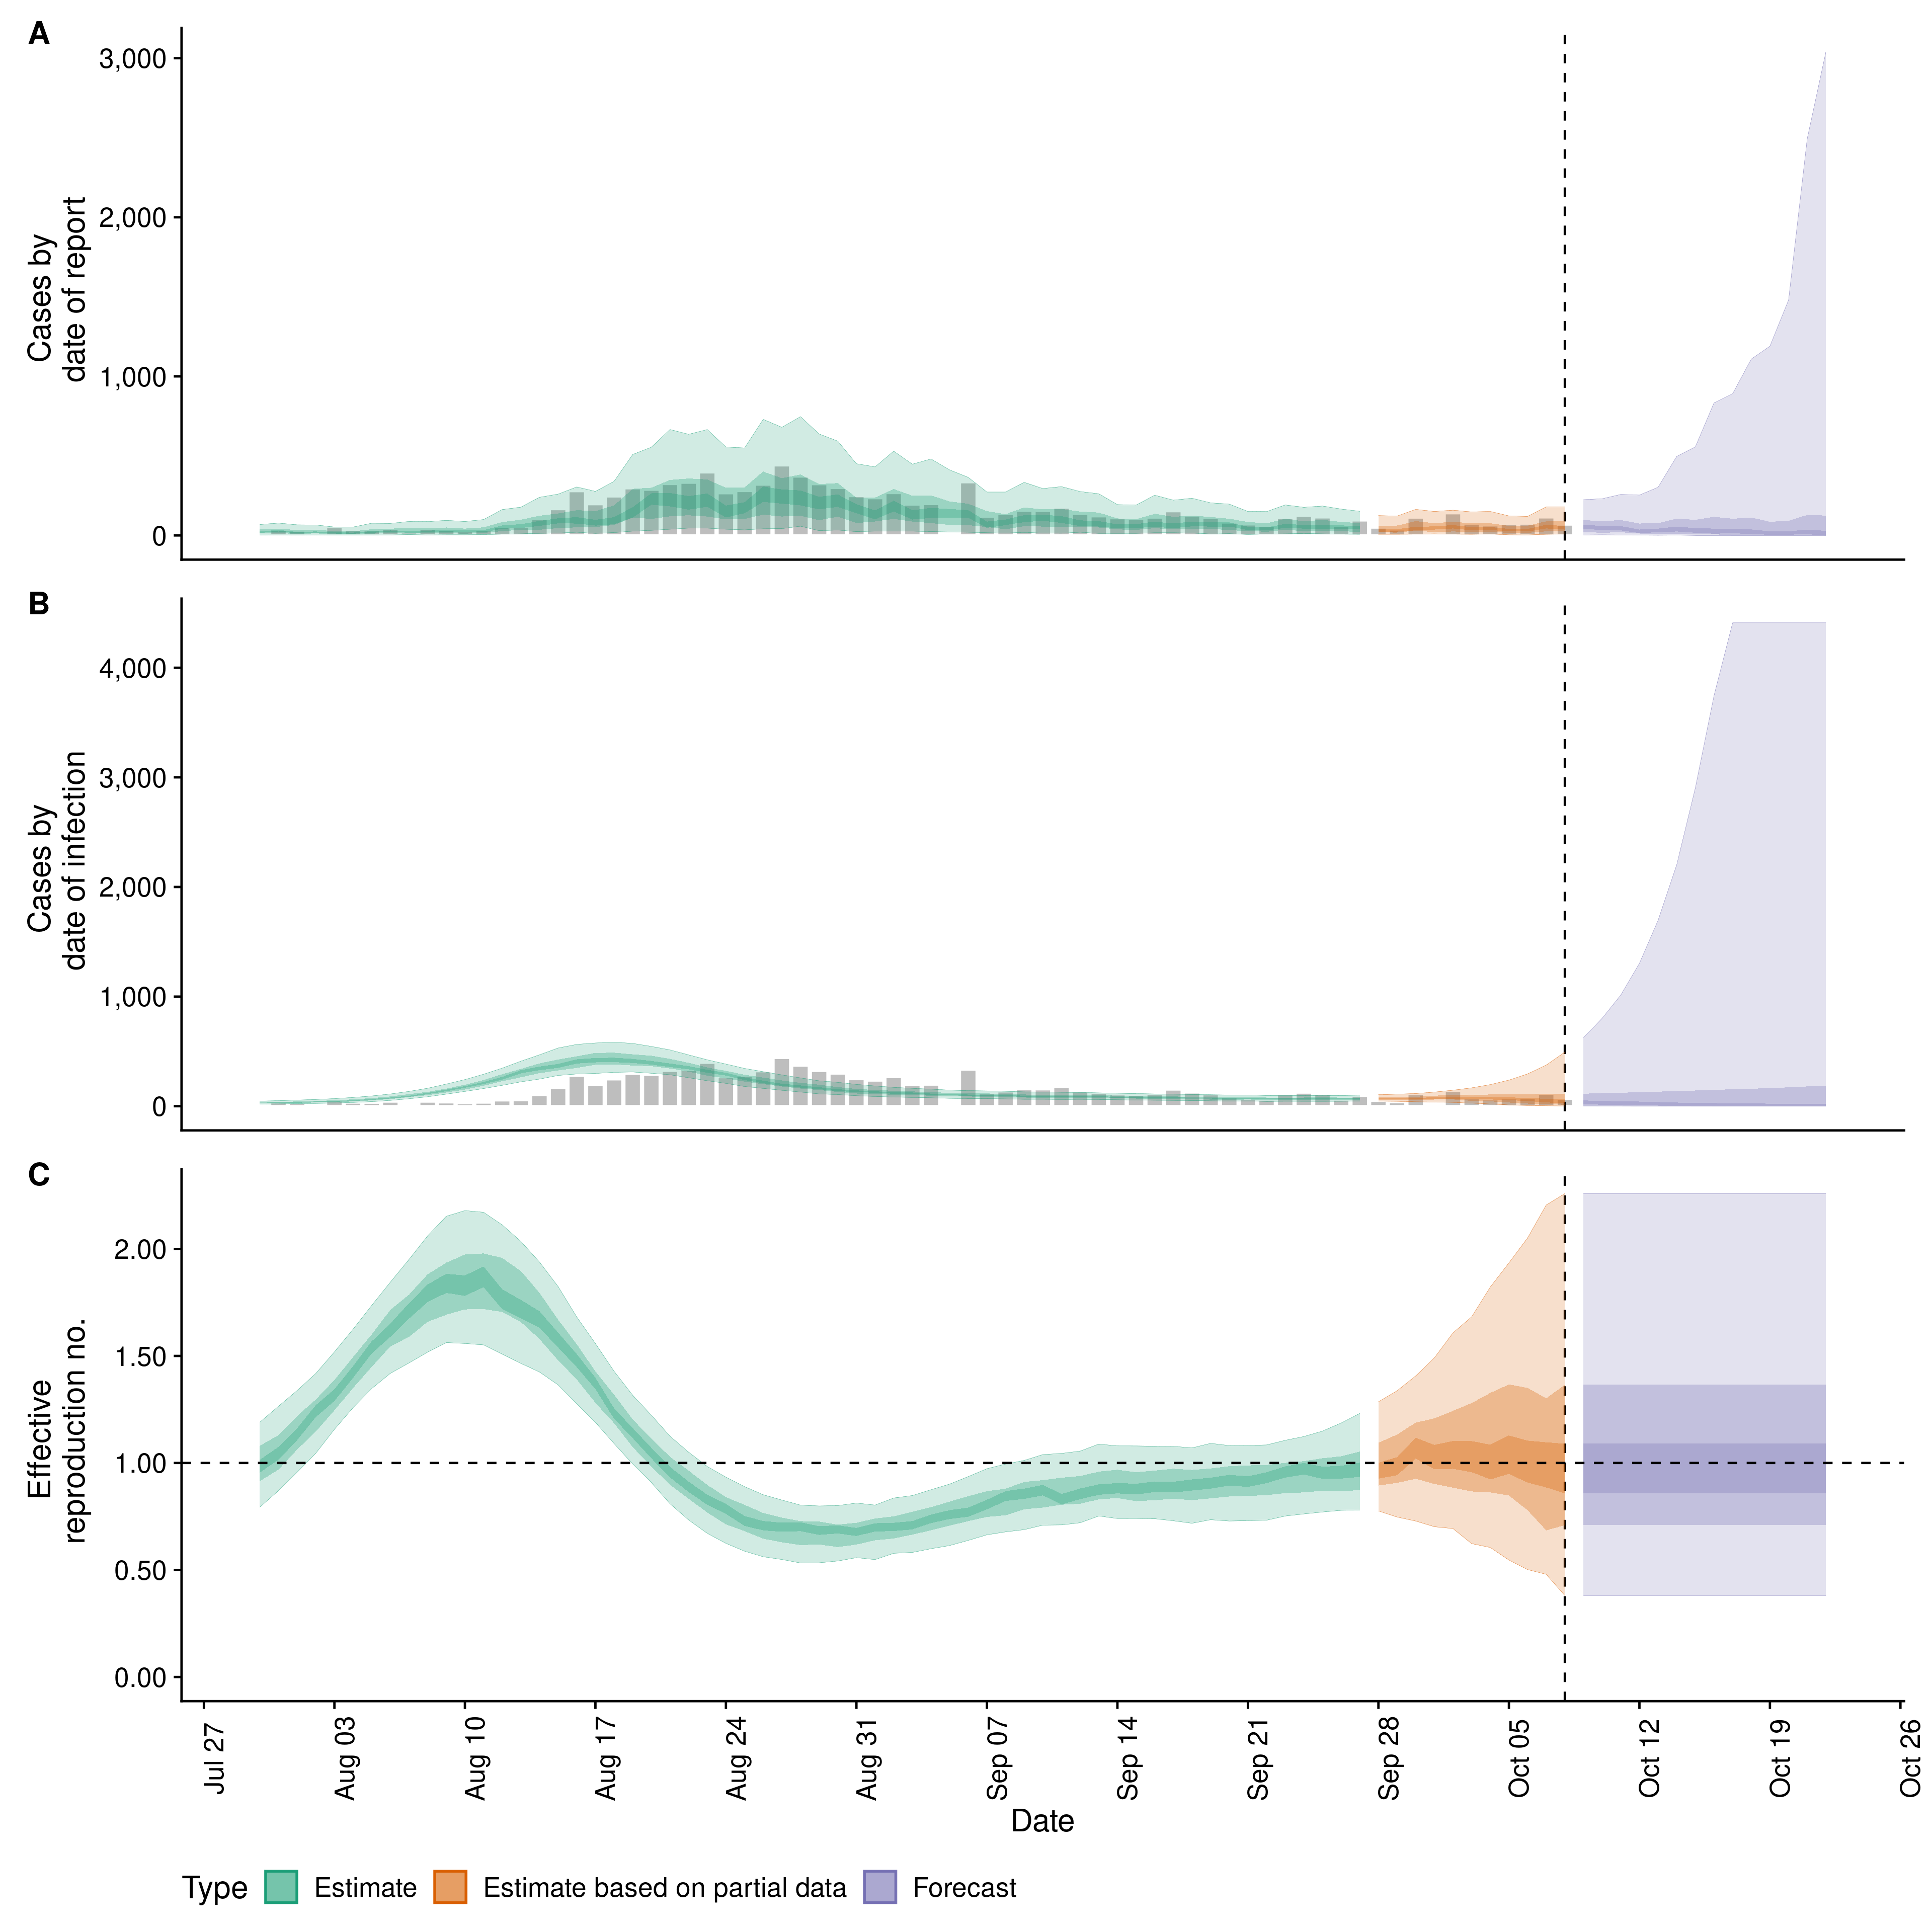 A
3,000
2,000
1,000
0
Cases by
date of report
B
4,000
3,000
2,000
1,000
0
Cases by
date of infection
C
2.00
1.50
1.00
0.50
0.00
Effective
reproduction no.
Jul 27
Aug 03
Aug 10
Aug 17
Aug 24
Aug 31
Sep 07
Sep 14
Sep 21
Sep 28
Oct 05
Oct 12
Oct 19
Oct 26
Date
Type Estimate Estimate based on partial data Forecast